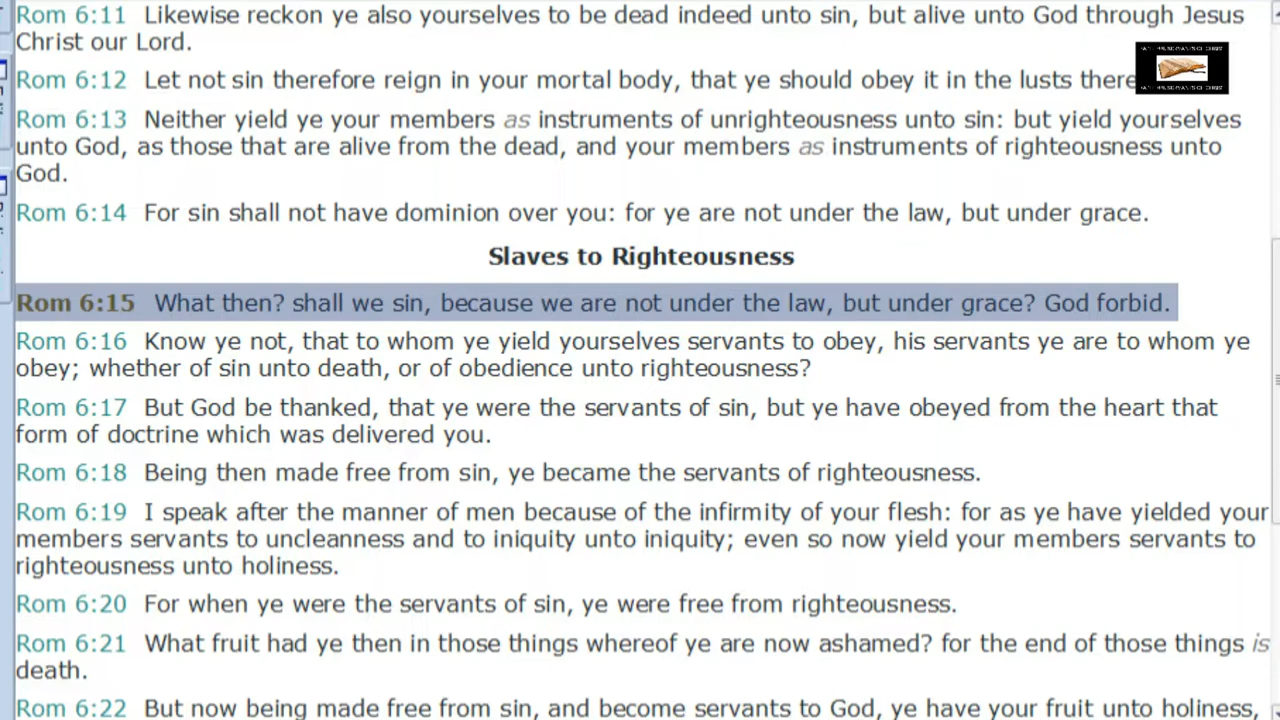 Rom 6:11 Likewise reckon ye also yourselves to be dead indeed unto sin, but alive unto God through Jesus
Christ our Lord.
Rom 6:12 Let not sin therefore reign in your mortal body, that ye should obey it in the lusts there
Rom 6:13 Neither yield ye your members as instruments of unrighteousness unto sin: but yield yourselves
unto God, as those that are alive from the dead, and your members as instruments of righteousness unto
God.
Rom 6:14 For sin shall not have dominion over you: for ye are not under the law, but under grace.
Slaves to Righteousness
Rom 6:15 What then? shall we sin, because we are not under the law, but under grace? God forbid.
Rom 6:16 Know ye not, that to whom ye yield yourselves servants to obey, his servants ye are to whom ye
obey; whether of sin unto death, or of obedience unto righteousness?
Rom 6:17 But God be thanked, that ye were the servants of sin, but ye have obeyed from the heart that
form of doctrine which was delivered you.
Rom 6:18 Being then made free from sin, ye became the servants of righteousness.
Rom 6:19 I speak after the manner of men because of the infirmity of your flesh: for as ye have yielded your
members servants to uncleanness and to iniquity unto iniquity; even so now yield your members servants to
righteousness unto holiness.
Rom 6:20 For when ye were the servants of sin, ye were free from righteousness.
Rom 6:21 What fruit had ye then in those things whereof ye are now ashamed? for the end of those things is
death.
Rom 6:22 But now being made free from sin, and become servants to God, ye have your fruit unto holiness,